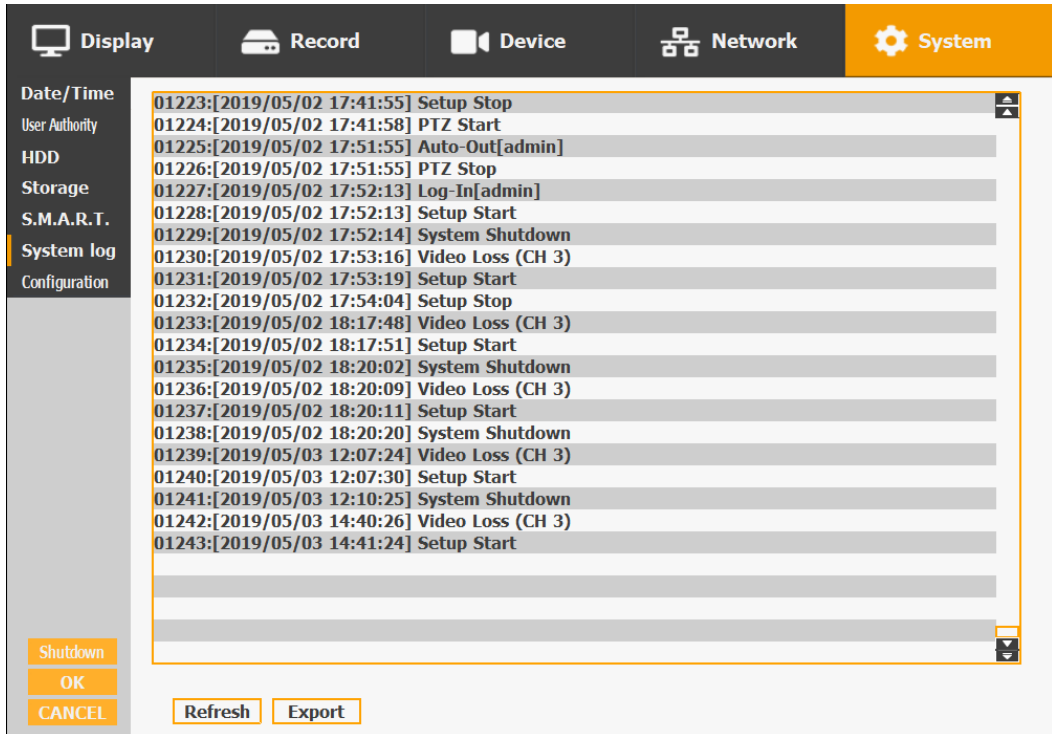 Display Record Device Network System
Date/Time
User Authority
HDD
Storage
S.M.A.R.T.
System log
Configuration
01223:[2019/05/02 17:41:55] Setup Stop
01224:[2019/05/02 17:41:58] PTZ Start
01225:[2019/05/02 17:51:55] Auto-Out[admin]
01226:[2019/05/02 17:51:55] PTZ Stop
01227:[2019/05/02 17:52:13] Log-In[admin]
01228:[2019/05/02 17:52:13] Setup Start
01229:[2019/05/02 17:52:14] System Shutdown
01230:[2019/05/02 17:53:16] Video Loss (CH 3)
01231:[2019/05/02 17:53:19] Setup Start
01232:[2019/05/02 17:54:04] Setup Stop
01233:[2019/05/02 18:17:48] Video Loss (CH 3)
01234:[2019/05/02 18:17:51] Setup Start
01235:[2019/05/02 18:20:02] System Shutdown
01236:[2019/05/02 18:20:09] Video Loss (CH 3)
01237:[2019/05/02 18:20:11] Setup Start
01238:[2019/05/02 18:20:20] System Shutdown
01239:[2019/05/03 12:07:24] Video Loss (CH 3)
01240:[2019/05/03 12:07:30] Setup Start
01241:[2019/05/03 12:10:25] System Shutdown
01242:[2019/05/03 14:40:26] Video Loss (CH 3)
01243:[2019/05/03 14:41:24] Setup Start
Shutdown
OK
CANCEL
Refresh Export